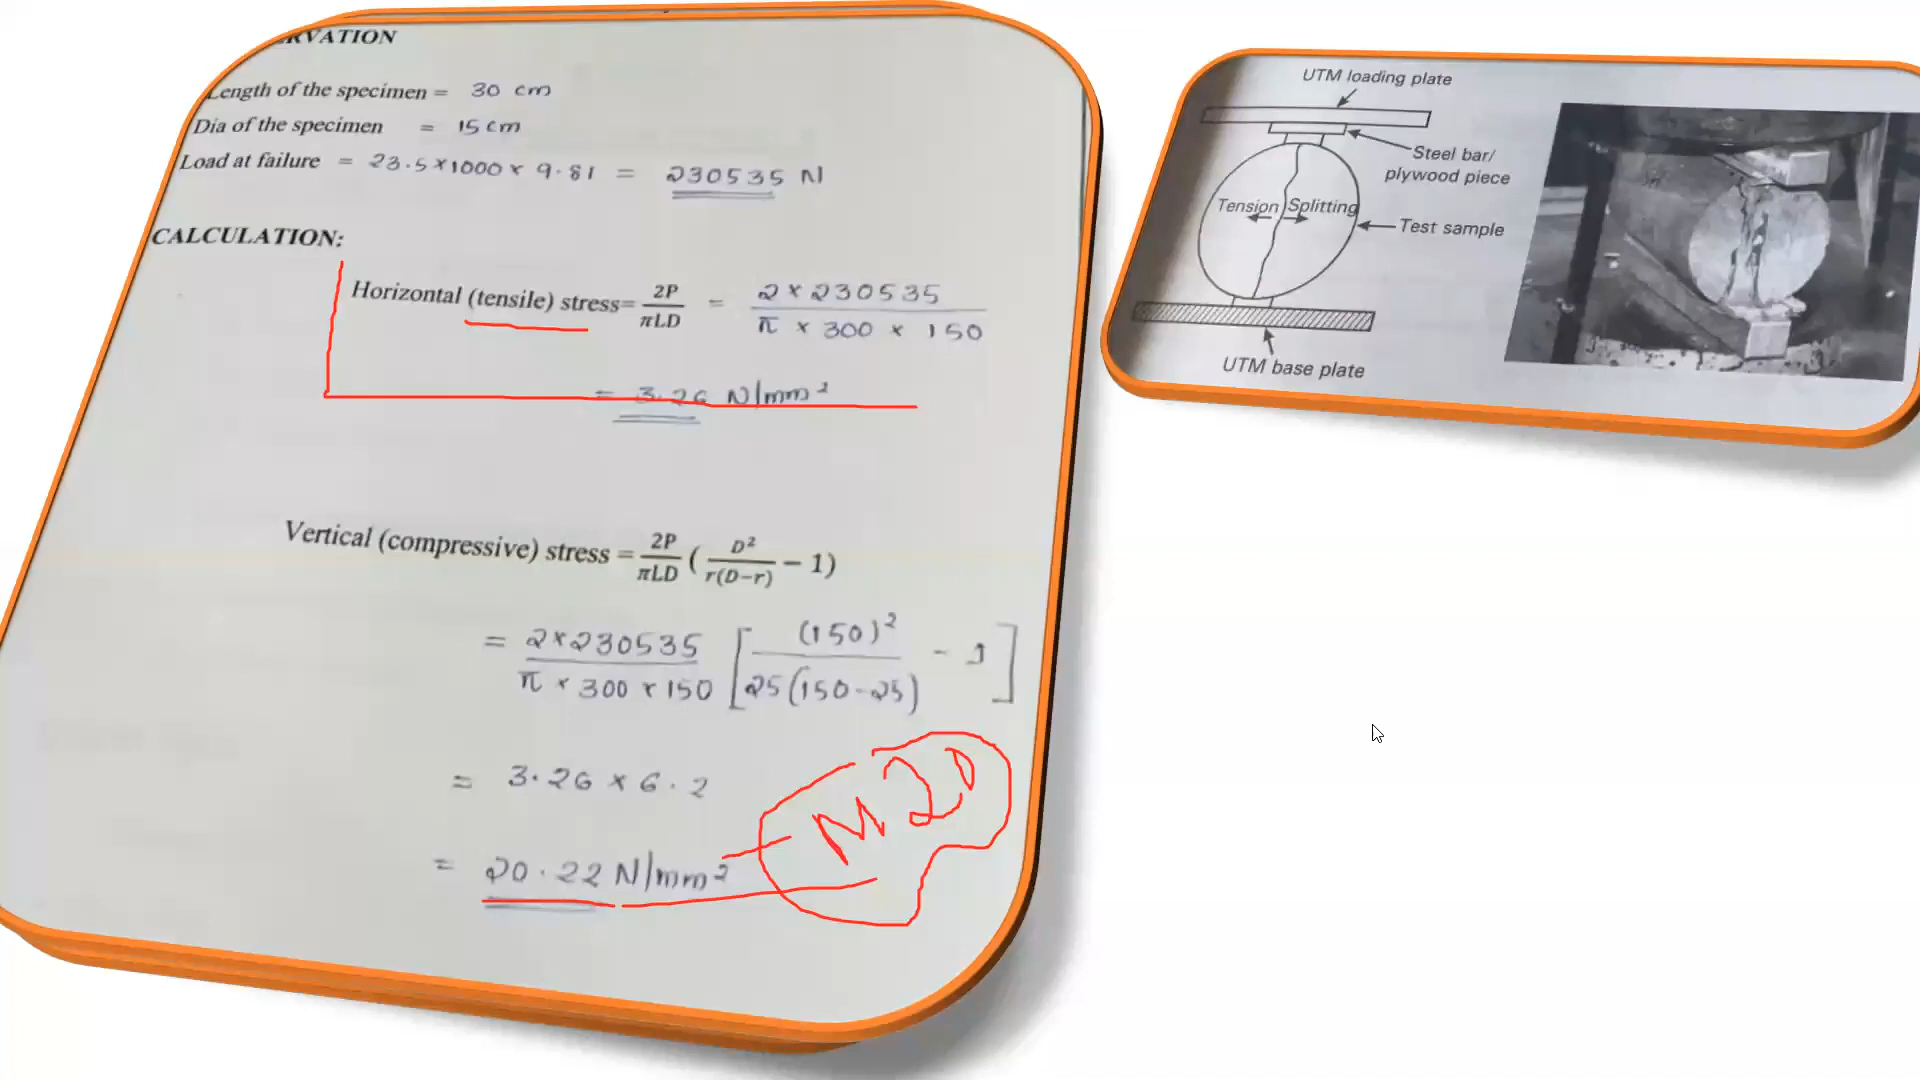 RVATION
Length of the specimen = 30 cm
Dia of the specimen = 15 cm
Load at failure = 23.5 × 1000 × 9.81 = 230535 N
CALCULATION:
Horizontal (tensile) stress= 2P/πLD = 2 × 230535 / π × 300 × 150
= 3.26 N/mm²
Vertical (compressive) stress = 2P/πLD ( D²/r(D−r) − 1)
= 2×230535 / π × 300 × 150 [ (150)² / 25(150-25) - 1 ]
= 3.26 × 6.2
= 20.22 N/mm²
M20
UTM loading plate
Steel bar/
plywood piece
Tension Splitting
Test sample
UTM base plate